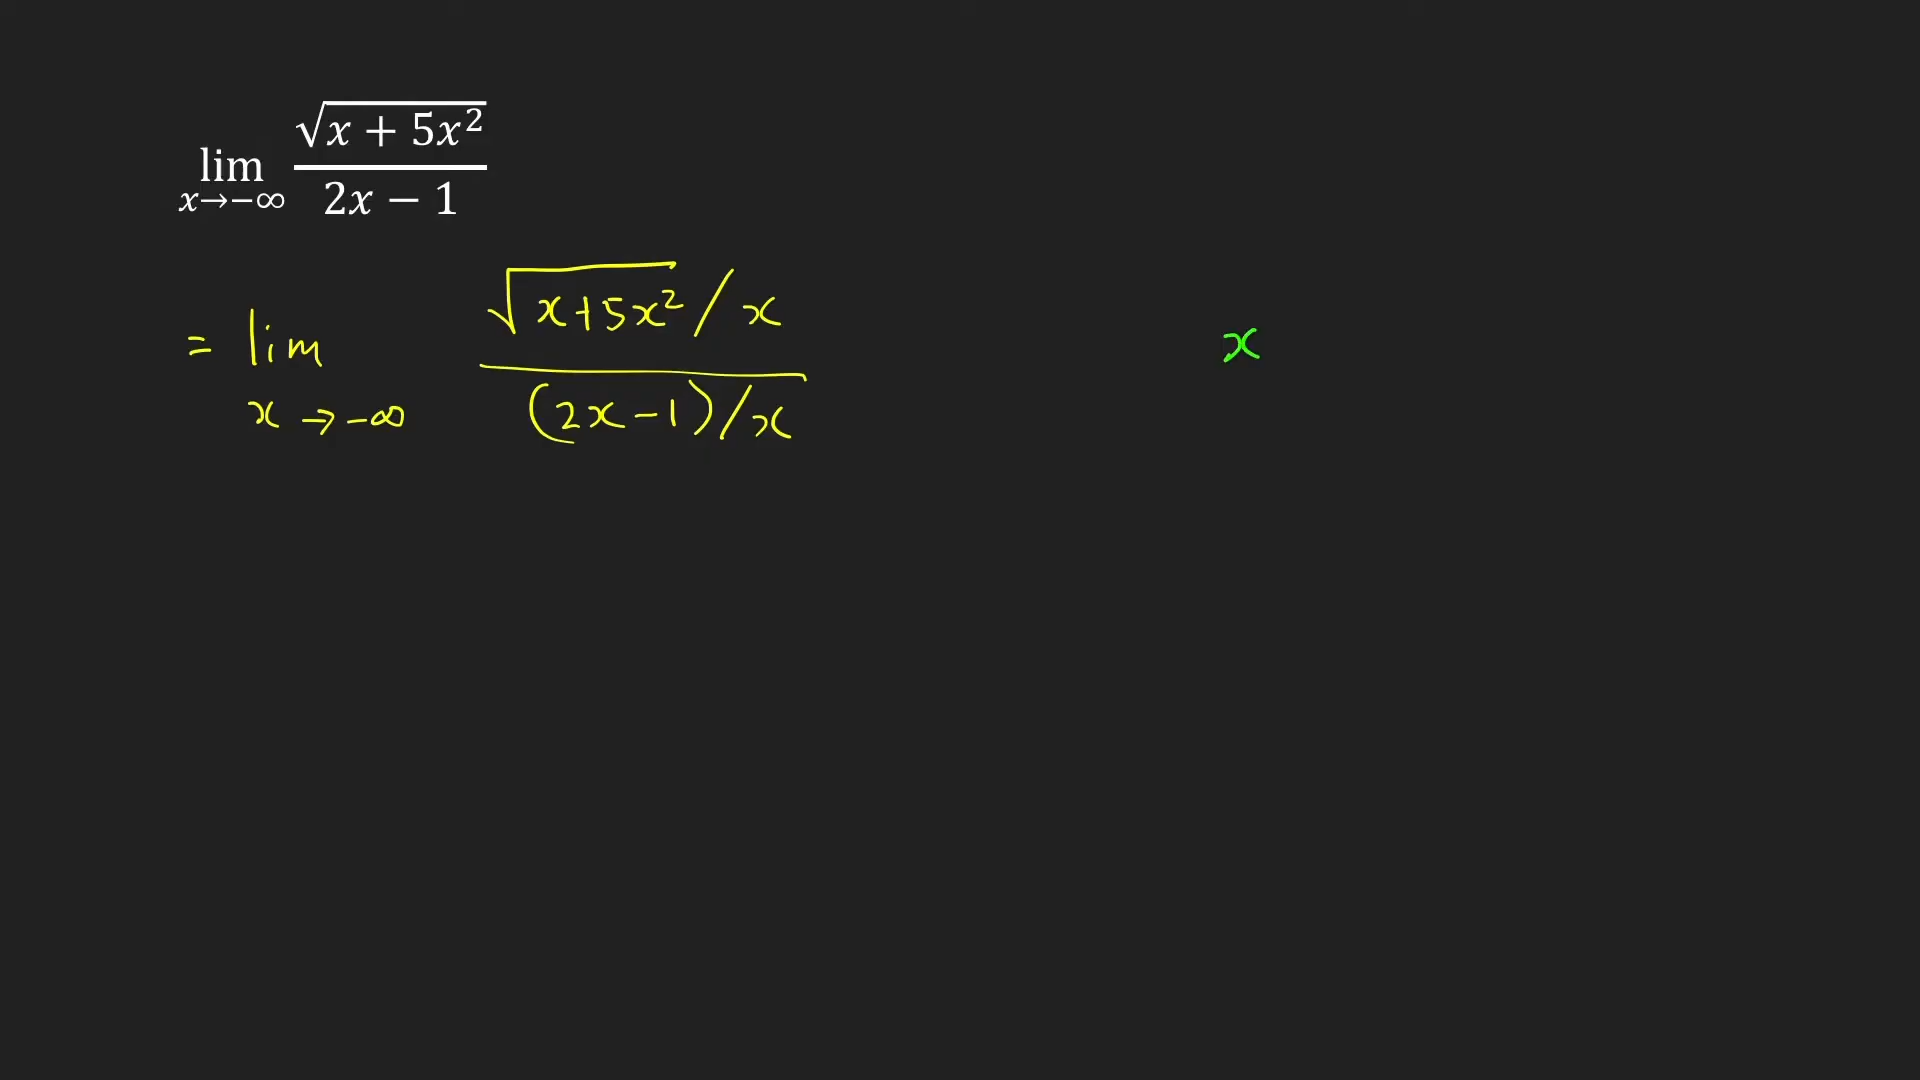 lim x→−∞ √(x + 5x²) / (2x − 1)
= lim x→−∞ (√(x+5x²) / x) / ((2x−1)/x)
x